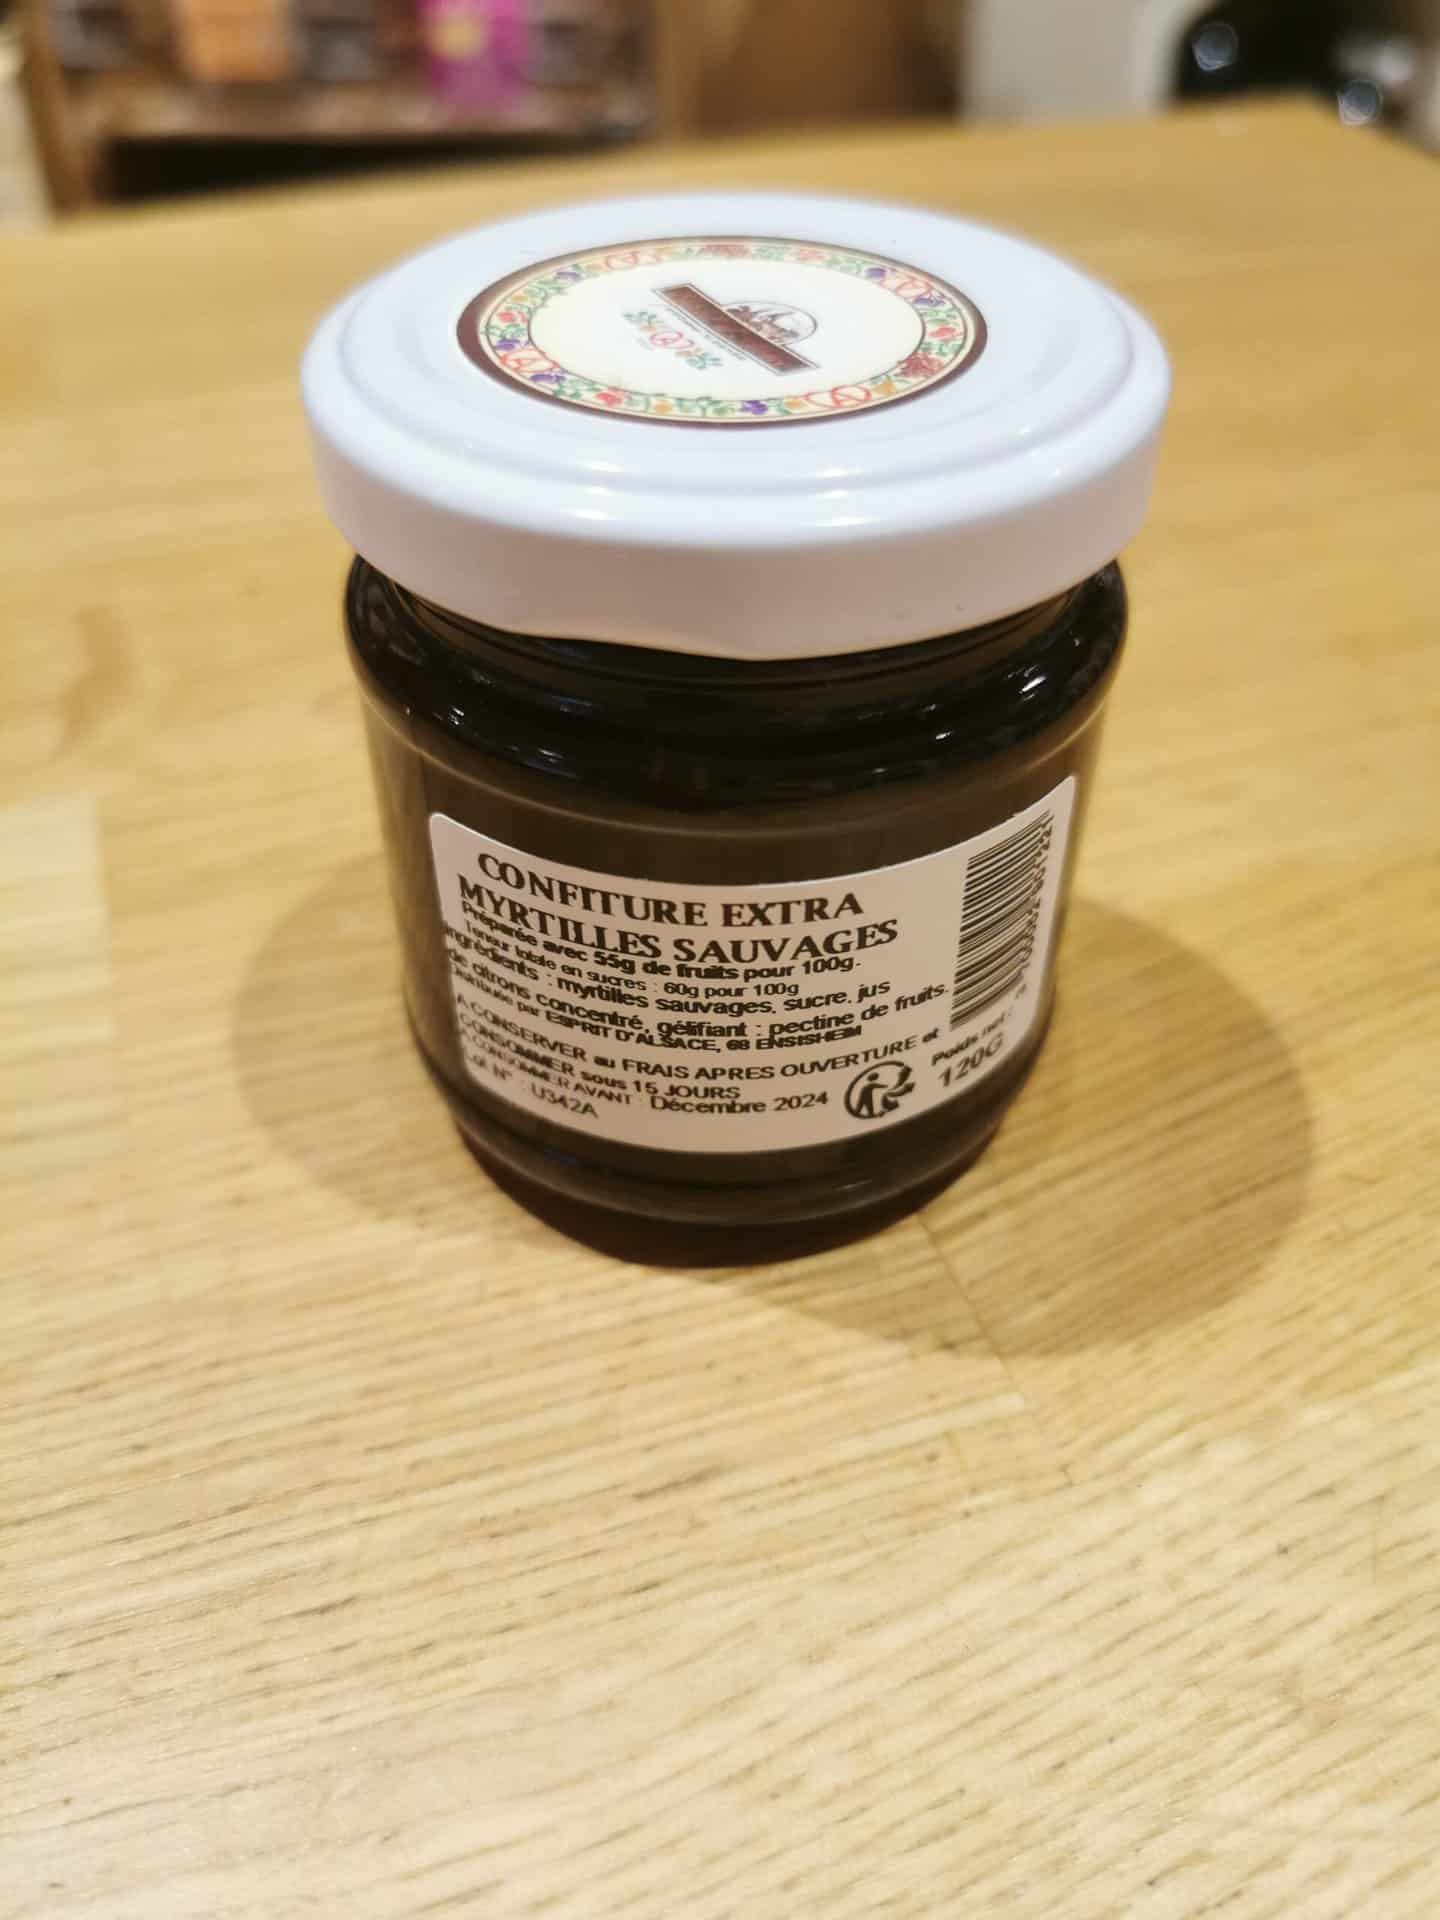 CONFITURE EXTRA
MYRTILLES SAUVAGES
Préparée avec 55g de fruits pour 100g.
Teneur totale en sucres : 60g pour 100g
Ingrédients : myrtilles sauvages, sucre, jus
de citrons concentré, gélifiant : pectine de fruits.
Distribuée par ESPRIT D'ALSACE, 68 ENSISHEIM
A CONSERVER au FRAIS APRES OUVERTURE et
CONSOMMER sous 15 JOURS
A CONSOMMER AVANT : Décembre 2024
Lot N° : U342A
Poids net :
120G